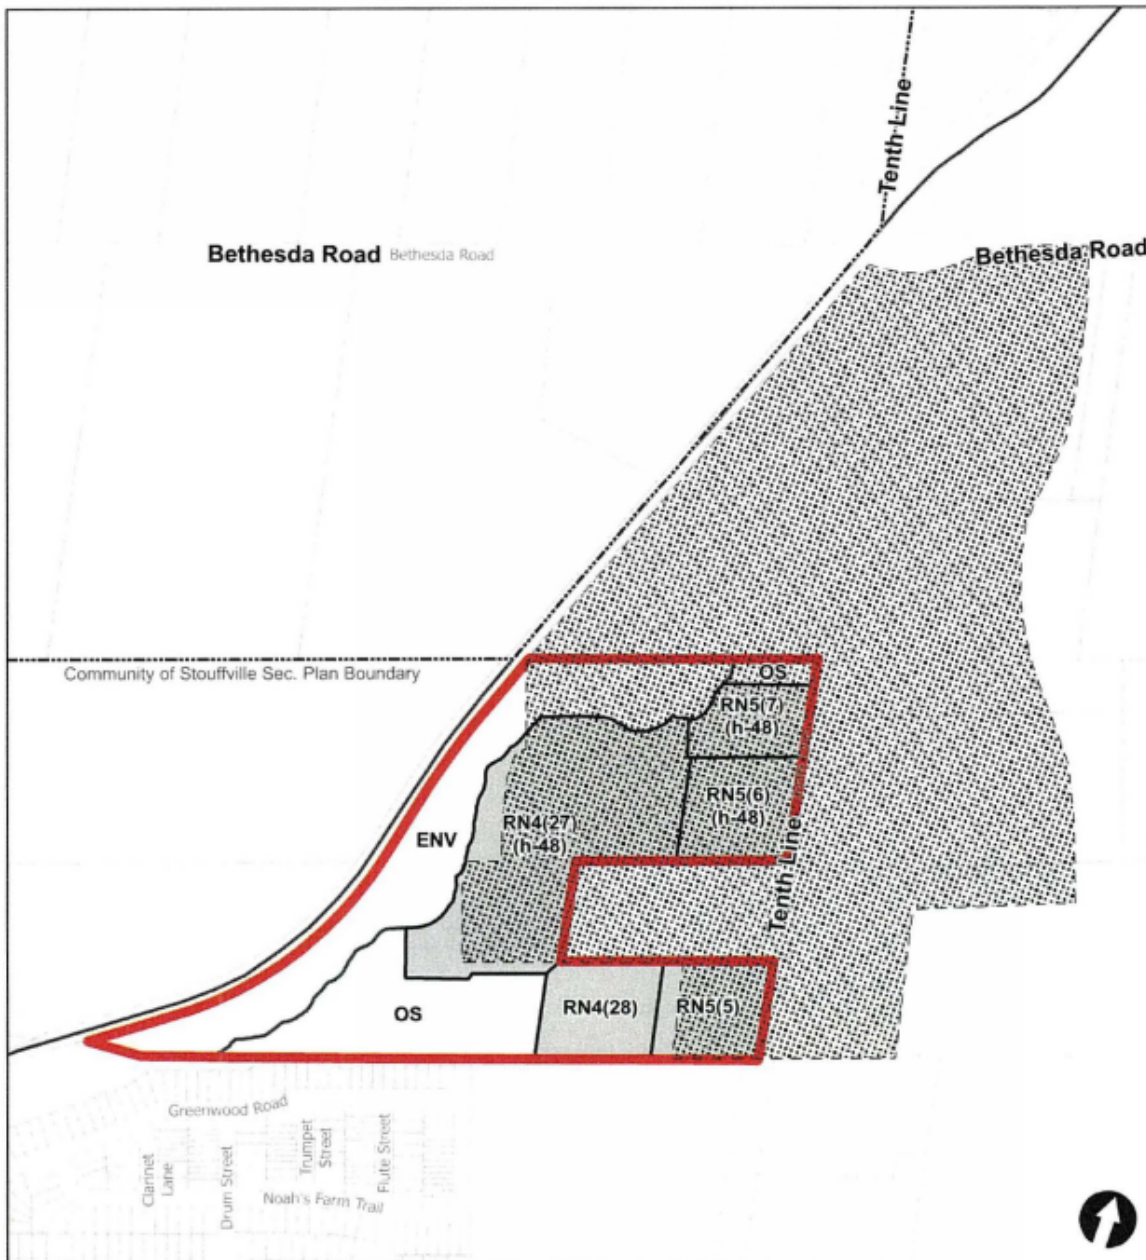 Tenth Line
Bethesda Road Bethesda Road
Bethesda Road
Community of Stouffville Sec. Plan Boundary
OS
RN5(7)
(h-48)
RN5(6)
(h-48)
RN4(27)
(h-48)
ENV
Tenth Line
OS
RN4(28)
RN5(5)
Greenwood Road
Clarinet
Lane
Drum Street
Trumpet
Street
Flute Street
Noah's Farm Trail